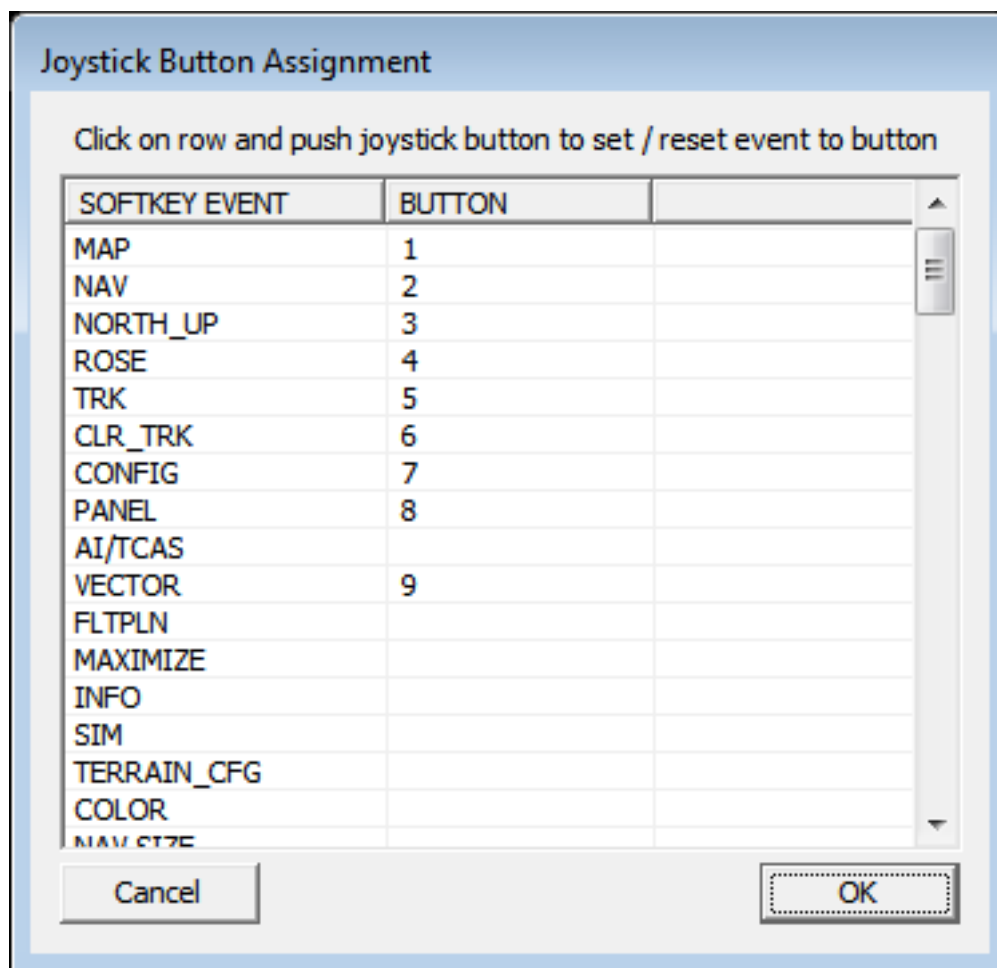 Joystick Button Assignment
Click on row and push joystick button to set / reset event to button
SOFTKEY EVENT BUTTON
MAP 1
NAV 2
NORTH_UP 3
ROSE 4
TRK 5
CLR_TRK 6
CONFIG 7
PANEL 8
AI/TCAS
VECTOR 9
FLTPLN
MAXIMIZE
INFO
SIM
TERRAIN_CFG
COLOR
NAV SIZE
Cancel OK